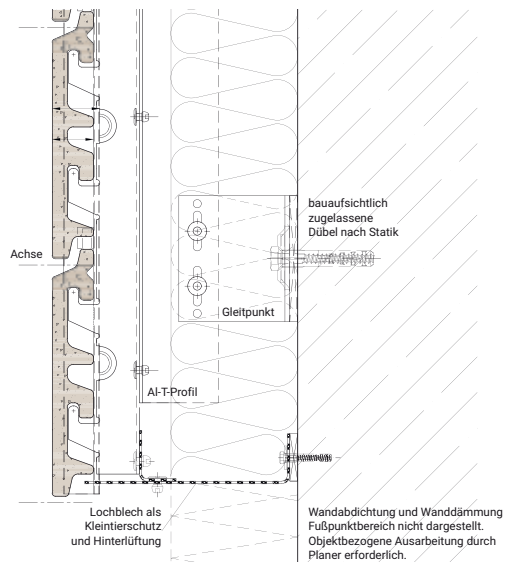 bauaufsichtlich
zugelassene
Dübel nach Statik
Achse
Gleitpunkt
Al-T-Profil
Lochblech als
Kleintierschutz
und Hinterlüftung
Wandabdichtung und Wanddämmung
Fußpunktbereich nicht dargestellt.
Objektbezogene Ausarbeitung durch
Planer erforderlich.